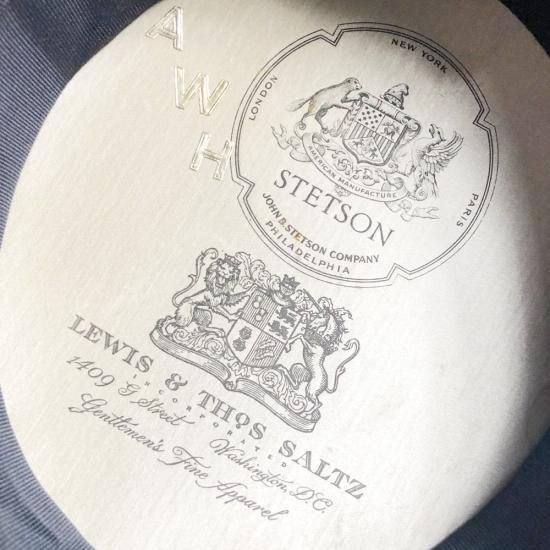 A
W
H
LONDON
NEW YORK
PARIS
AMERICAN MANUFACTURE
STETSON
JOHN B. STETSON COMPANY
PHILADELPHIA
LEWIS & THOS SALTZ
INCORPORATED
1409 G Street Washington, D.C.
Gentlemen's Fine Apparel